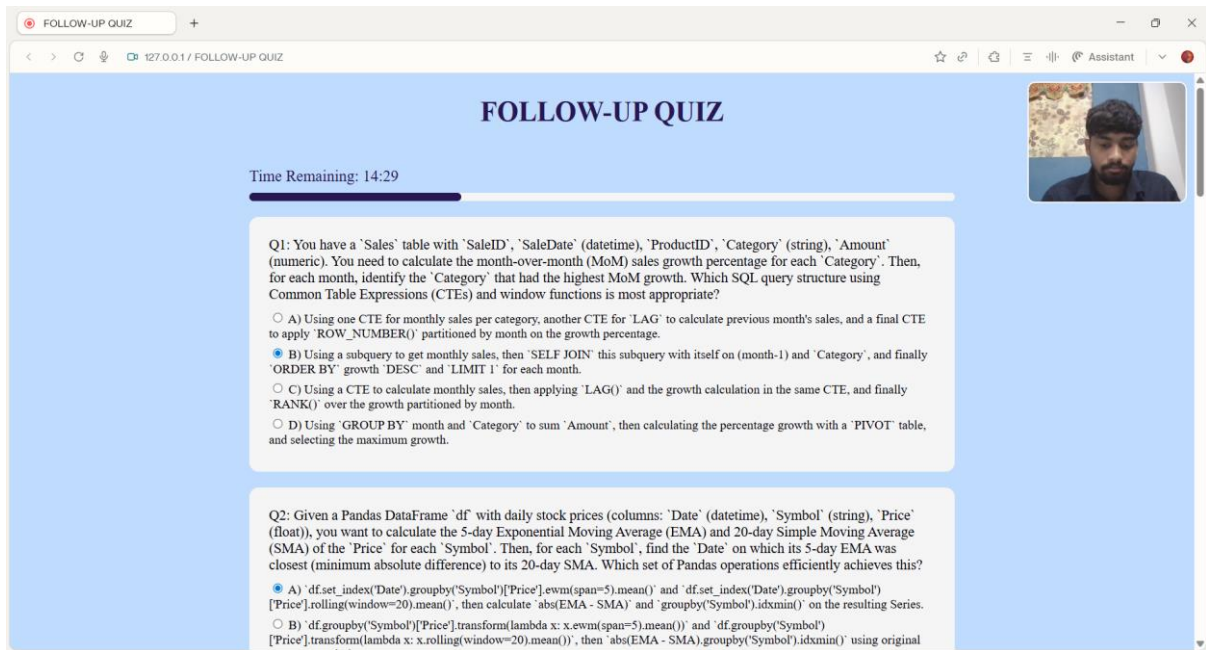 FOLLOW-UP QUIZ
127.0.0.1 / FOLLOW-UP QUIZ
Assistant
FOLLOW-UP QUIZ
Time Remaining: 14:29
Q1: You have a `Sales` table with `SaleID`, `SaleDate` (datetime), `ProductID`, `Category` (string), `Amount`
(numeric). You need to calculate the month-over-month (MoM) sales growth percentage for each `Category`. Then,
for each month, identify the `Category` that had the highest MoM growth. Which SQL query structure using
Common Table Expressions (CTEs) and window functions is most appropriate?
A) Using one CTE for monthly sales per category, another CTE for `LAG` to calculate previous month's sales, and a final CTE
to apply `ROW_NUMBER()` partitioned by month on the growth percentage.
B) Using a subquery to get monthly sales, then `SELF JOIN` this subquery with itself on (month-1) and `Category`, and finally
`ORDER BY` growth `DESC` and `LIMIT 1` for each month.
C) Using a CTE to calculate monthly sales, then applying `LAG()` and the growth calculation in the same CTE, and finally
`RANK()` over the growth partitioned by month.
D) Using `GROUP BY` month and `Category` to sum `Amount`, then calculating the percentage growth with a `PIVOT` table,
and selecting the maximum growth.
Q2: Given a Pandas DataFrame `df` with daily stock prices (columns: `Date` (datetime), `Symbol` (string), `Price`
(float)), you want to calculate the 5-day Exponential Moving Average (EMA) and 20-day Simple Moving Average
(SMA) of the `Price` for each `Symbol`. Then, for each `Symbol`, find the `Date` on which its 5-day EMA was
closest (minimum absolute difference) to its 20-day SMA. Which set of Pandas operations efficiently achieves this?
A) `df.set_index('Date').groupby('Symbol')['Price'].ewm(span=5).mean()` and `df.set_index('Date').groupby('Symbol')
['Price'].rolling(window=20).mean()`, then calculate `abs(EMA - SMA)` and `groupby('Symbol').idxmin()` on the resulting Series.
B) `df.groupby('Symbol')['Price'].transform(lambda x: x.ewm(span=5).mean())` and `df.groupby('Symbol')
['Price'].transform(lambda x: x.rolling(window=20).mean())`, then `abs(EMA - SMA).groupby('Symbol').idxmin()` using original